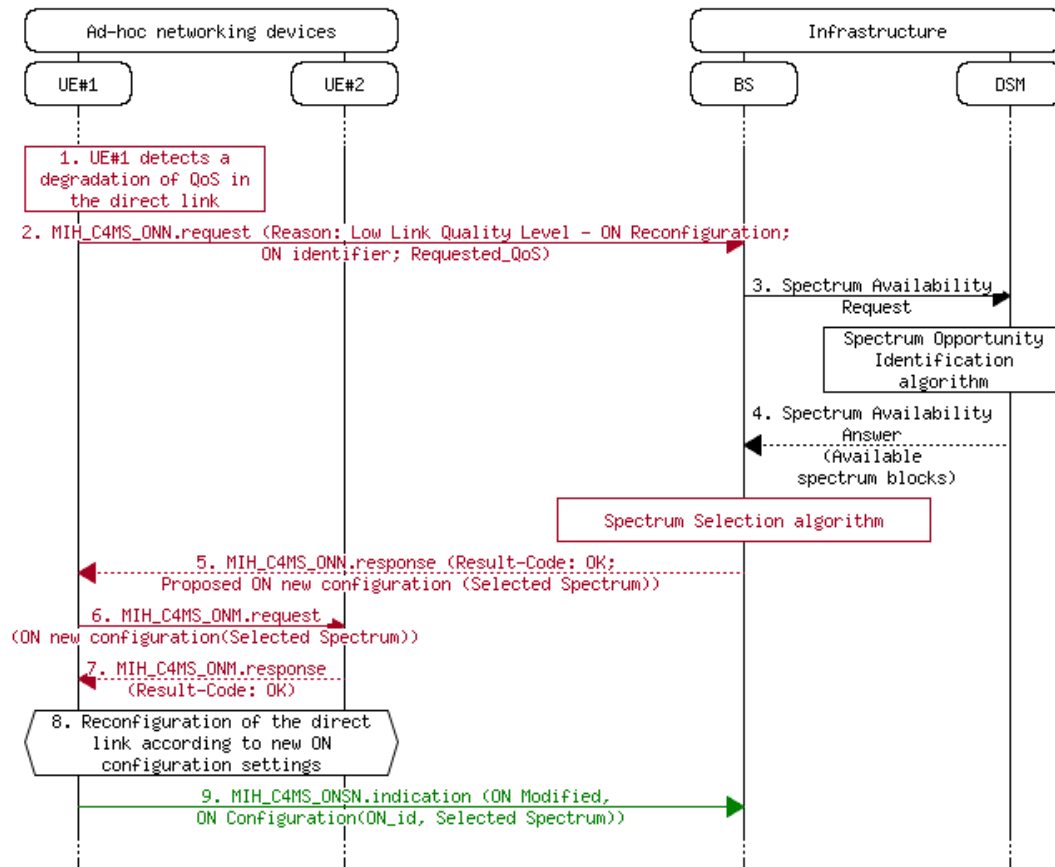 Ad-hoc networking devices
Infrastructure
UE#1
UE#2
BS
DSM
1. UE#1 detects a
degradation of QoS in
the direct link
2. MIH_C4MS_ONN.request (Reason: Low Link Quality Level - ON Reconfiguration;
ON identifier; Requested_QoS)
3. Spectrum Availability
Request
Spectrum Opportunity
Identification
algorithm
4. Spectrum Availability
Answer
(Available
spectrum blocks)
Spectrum Selection algorithm
5. MIH_C4MS_ONN.response (Result-Code: OK;
Proposed ON new configuration (Selected Spectrum))
6. MIH_C4MS_ONM.request
(ON new configuration(Selected Spectrum))
7. MIH_C4MS_ONM.response
(Result-Code: OK)
8. Reconfiguration of the direct
link according to new ON
configuration settings
9. MIH_C4MS_ONSN.indication (ON Modified,
ON Configuration(ON_id, Selected Spectrum))